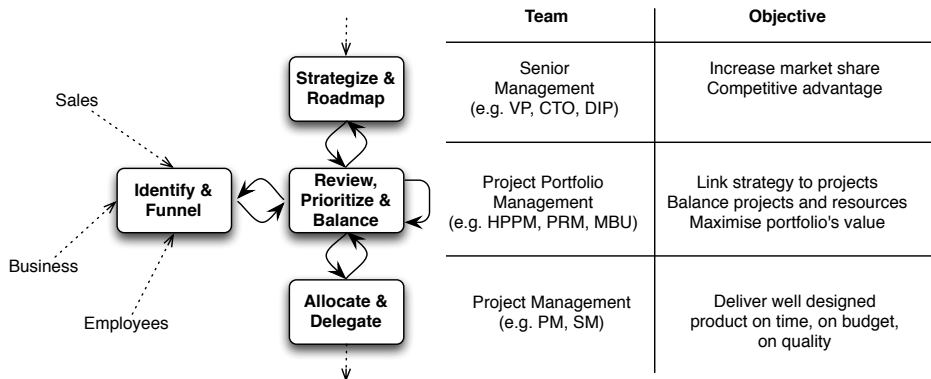 Team
Objective
Strategize &
Roadmap
Senior
Management
(e.g. VP, CTO, DIP)
Increase market share
Competitive advantage
Sales
Identify &
Funnel
Review,
Prioritize &
Balance
Project Portfolio
Management
(e.g. HPPM, PRM, MBU)
Link strategy to projects
Balance projects and resources
Maximise portfolio's value
Business
Employees
Allocate &
Delegate
Project Management
(e.g. PM, SM)
Deliver well designed
product on time, on budget,
on quality